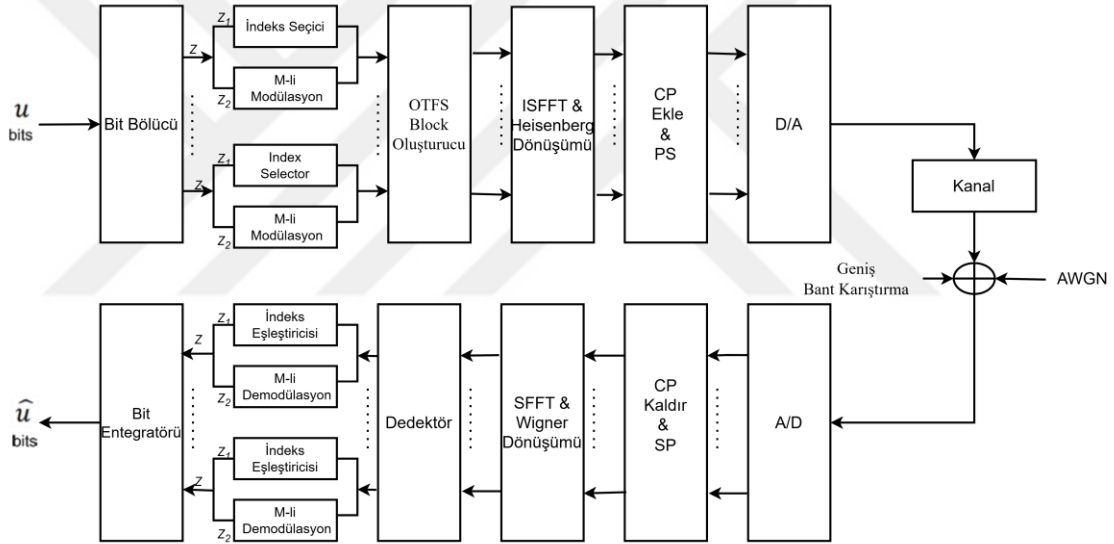 u
bits
Bit Bölücü
Z
Z1
İndeks Seçici
Z2
M-li
Modülasyon
Z
Z1
Index
Selector
Z2
M-li
Modülasyon
OTFS
Block
Oluşturucu
ISFFT &
Heisenberg
Dönüşümü
CP
Ekle
&
PS
D/A
Kanal
Geniş
Bant Karıştırma
AWGN
û
bits
Bit
Entegratörü
Z
Z1
İndeks
Eşleştiricisi
Z2
M-li
Demodülasyon
Z
Z1
İndeks
Eşleştiricisi
Z2
M-li
Demodülasyon
Dedektör
SFFT &
Wigner
Dönüşümü
CP
Kaldır
&
SP
A/D